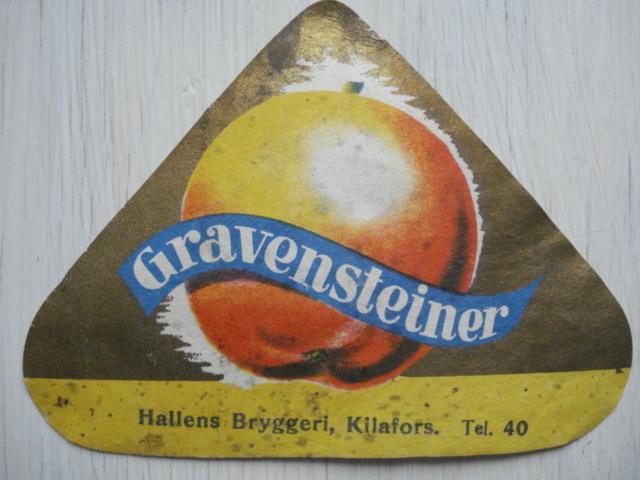 Gravensteiner
Hallens Bryggeri, Kilafors. Tel. 40